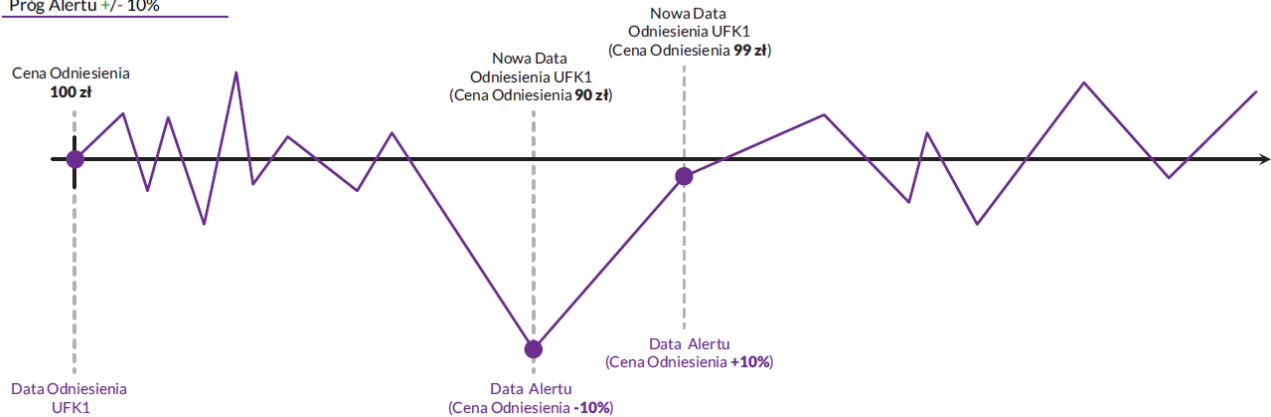 Próg Alertu +/- 10%
Cena Odniesienia
100 zł
Nowa Data
Odniesienia UFK1
(Cena Odniesienia 90 zł)
Nowa Data
Odniesienia UFK1
(Cena Odniesienia 99 zł)
Data Odniesienia
UFK1
Data Alertu
(Cena Odniesienia -10%)
Data Alertu
(Cena Odniesienia +10%)